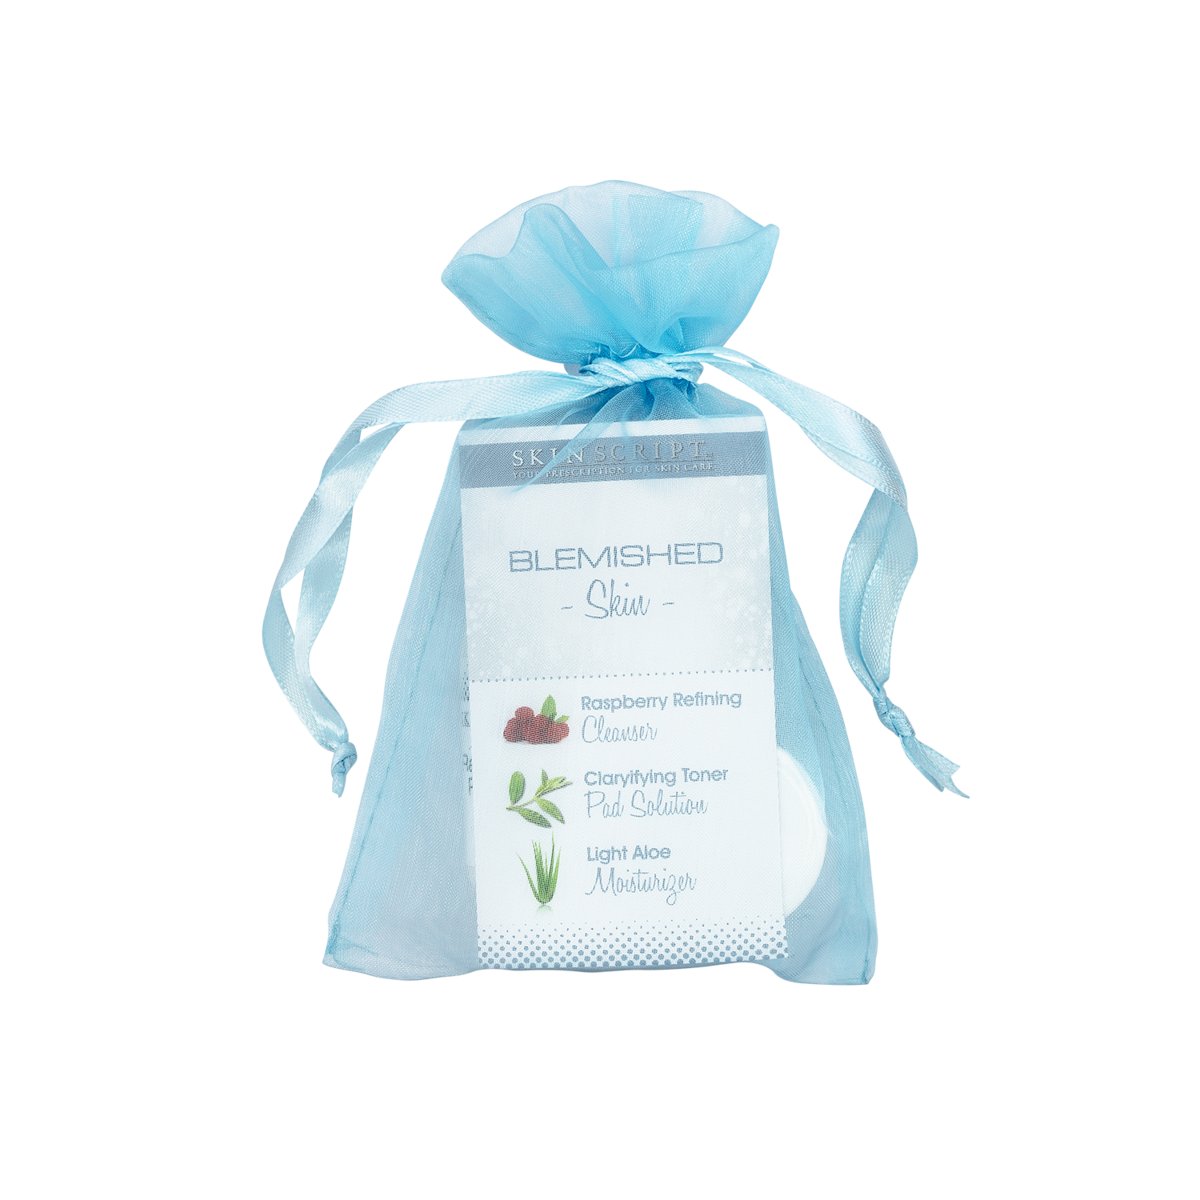 SKIN SCRIPT
YOUR PRESCRIPTION FOR SKIN CARE
BLEMISHED
- Skin -
Raspberry Refining
Cleanser
Claryifying Toner
Pad Solution
Light Aloe
Moisturizer